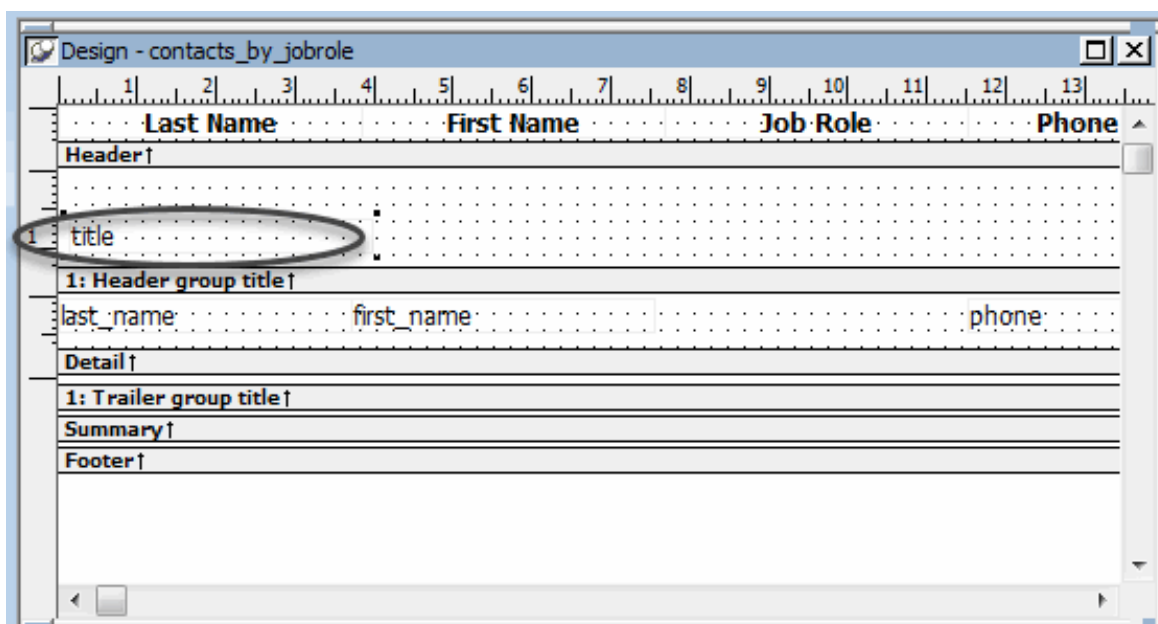 Design - contacts_by_jobrole
1 2 3 4 5 6 7 8 9 10 11 12 13
Last Name First Name Job Role Phone
Header↑
1 title
1: Header group title↑
last_name first_name phone
Detail↑
1: Trailer group title↑
Summary↑
Footer↑